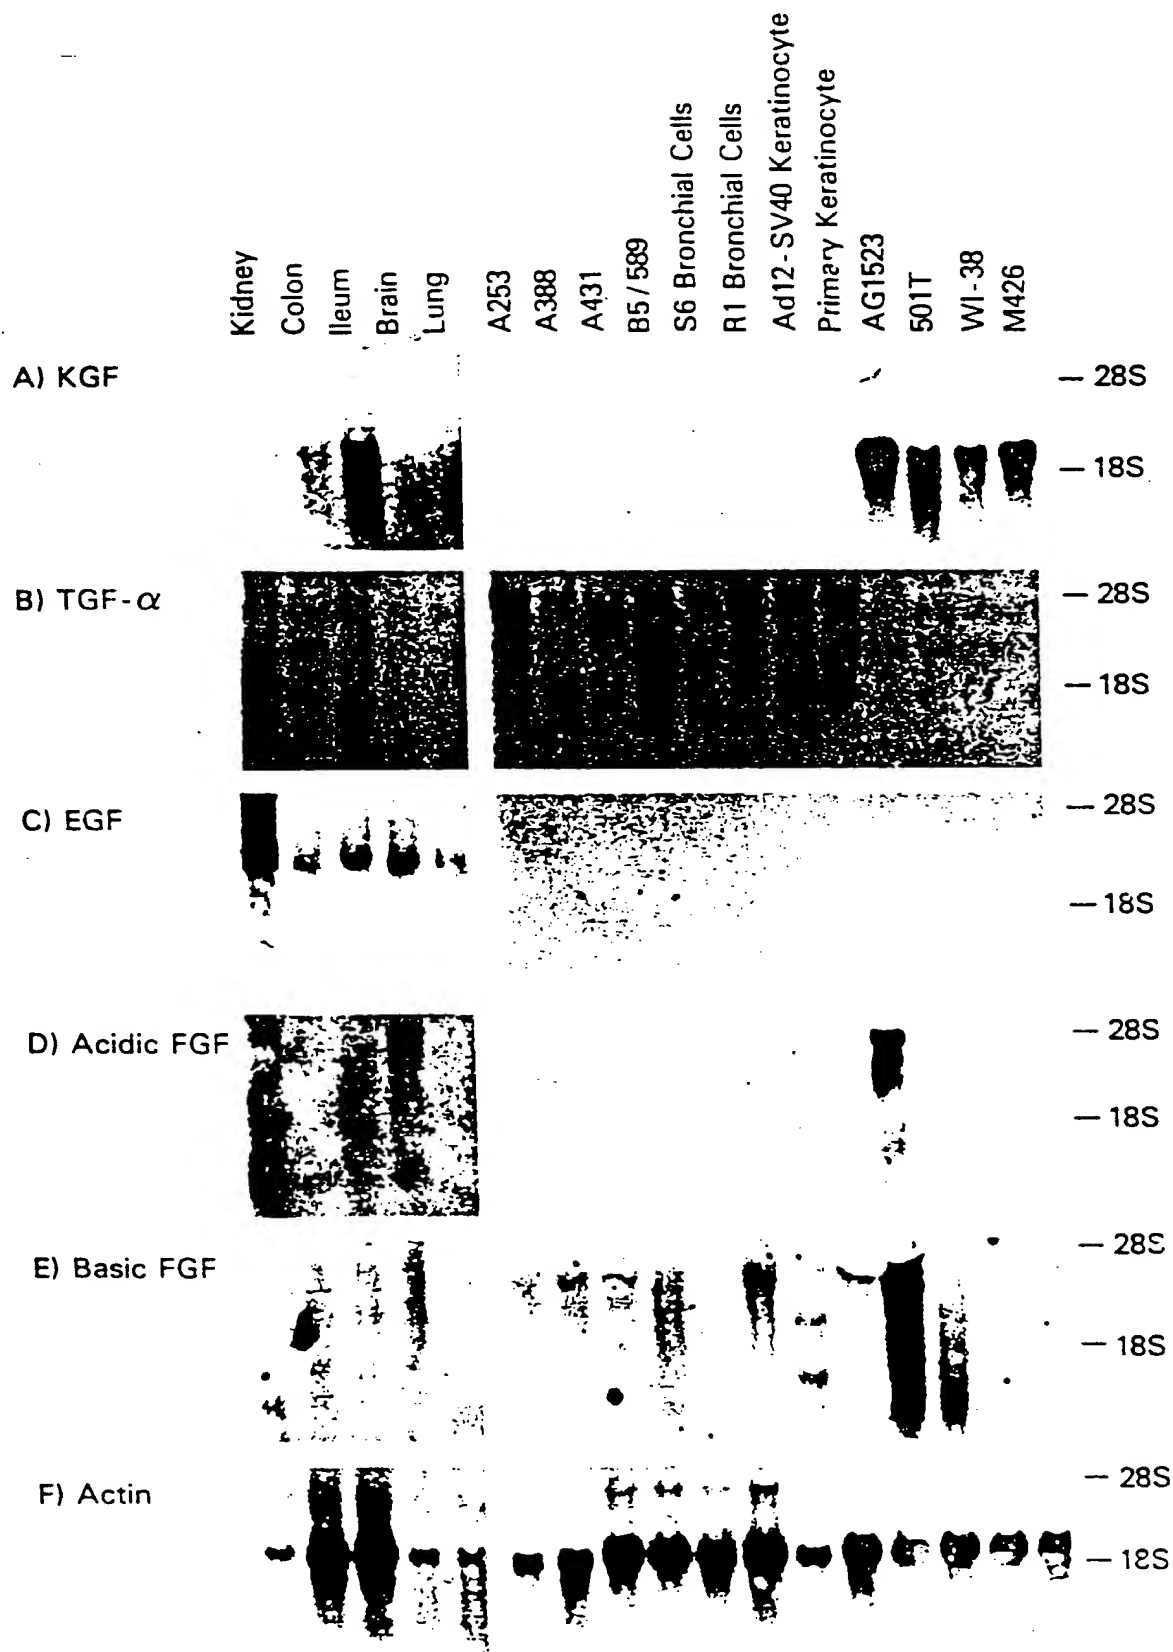 Kidney
Colon
Ileum
Brain
Lung
A253
A388
A431
B5 / 589
S6 Bronchial Cells
R1 Bronchial Cells
Ad12 - SV40 Keratinocyte
Primary Keratinocyte
AG1523
501T
WI - 38
M426
A) KGF
— 28S
— 18S
B) TGF-α
— 28S
— 18S
C) EGF
— 28S
— 18S
D) Acidic FGF
— 28S
— 18S
E) Basic FGF
— 28S
— 18S
F) Actin
— 28S
— 18S